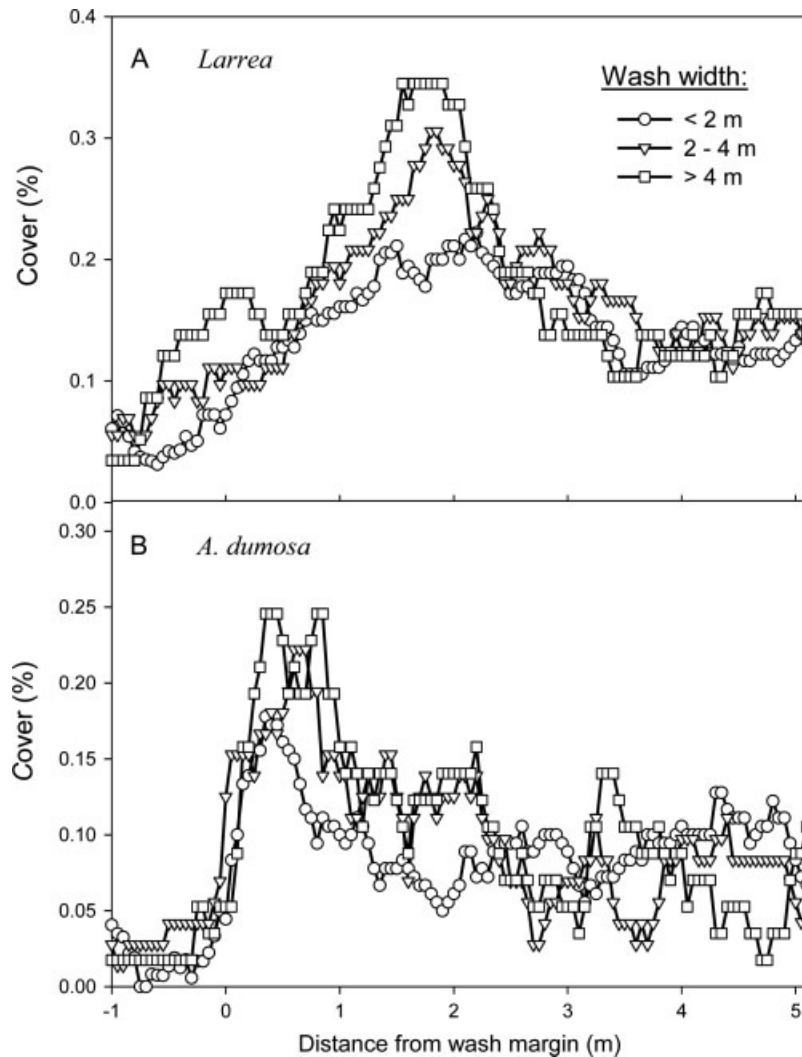 0.4
A Larrea
Wash width:
< 2 m
2 - 4 m
> 4 m
0.3
Cover (%)
0.2
0.1
0.0
0.30
B A. dumosa
0.25
0.20
Cover (%)
0.15
0.10
0.05
0.00
-1 0 1 2 3 4 5
Distance from wash margin (m)